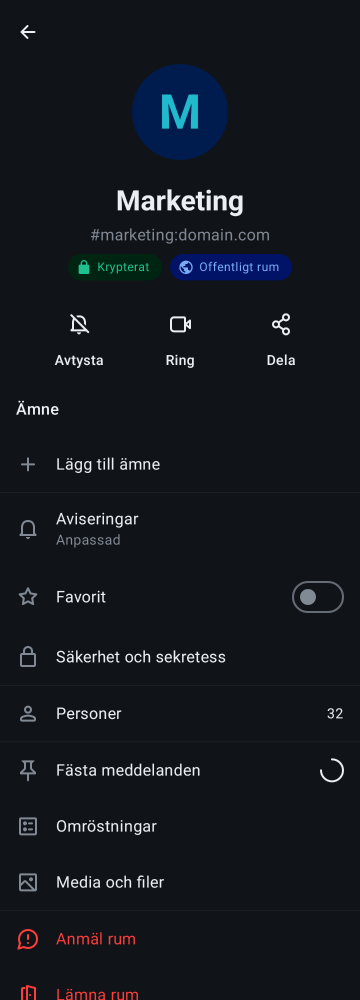 M
Marketing
#marketing:domain.com
Krypterat
Offentligt rum
Avtysta
Ring
Dela
Ämne
Lägg till ämne
Aviseringar
Anpassad
Favorit
Säkerhet och sekretess
Personer
32
Fästa meddelanden
Omröstningar
Media och filer
Anmäl rum
Lämna rum